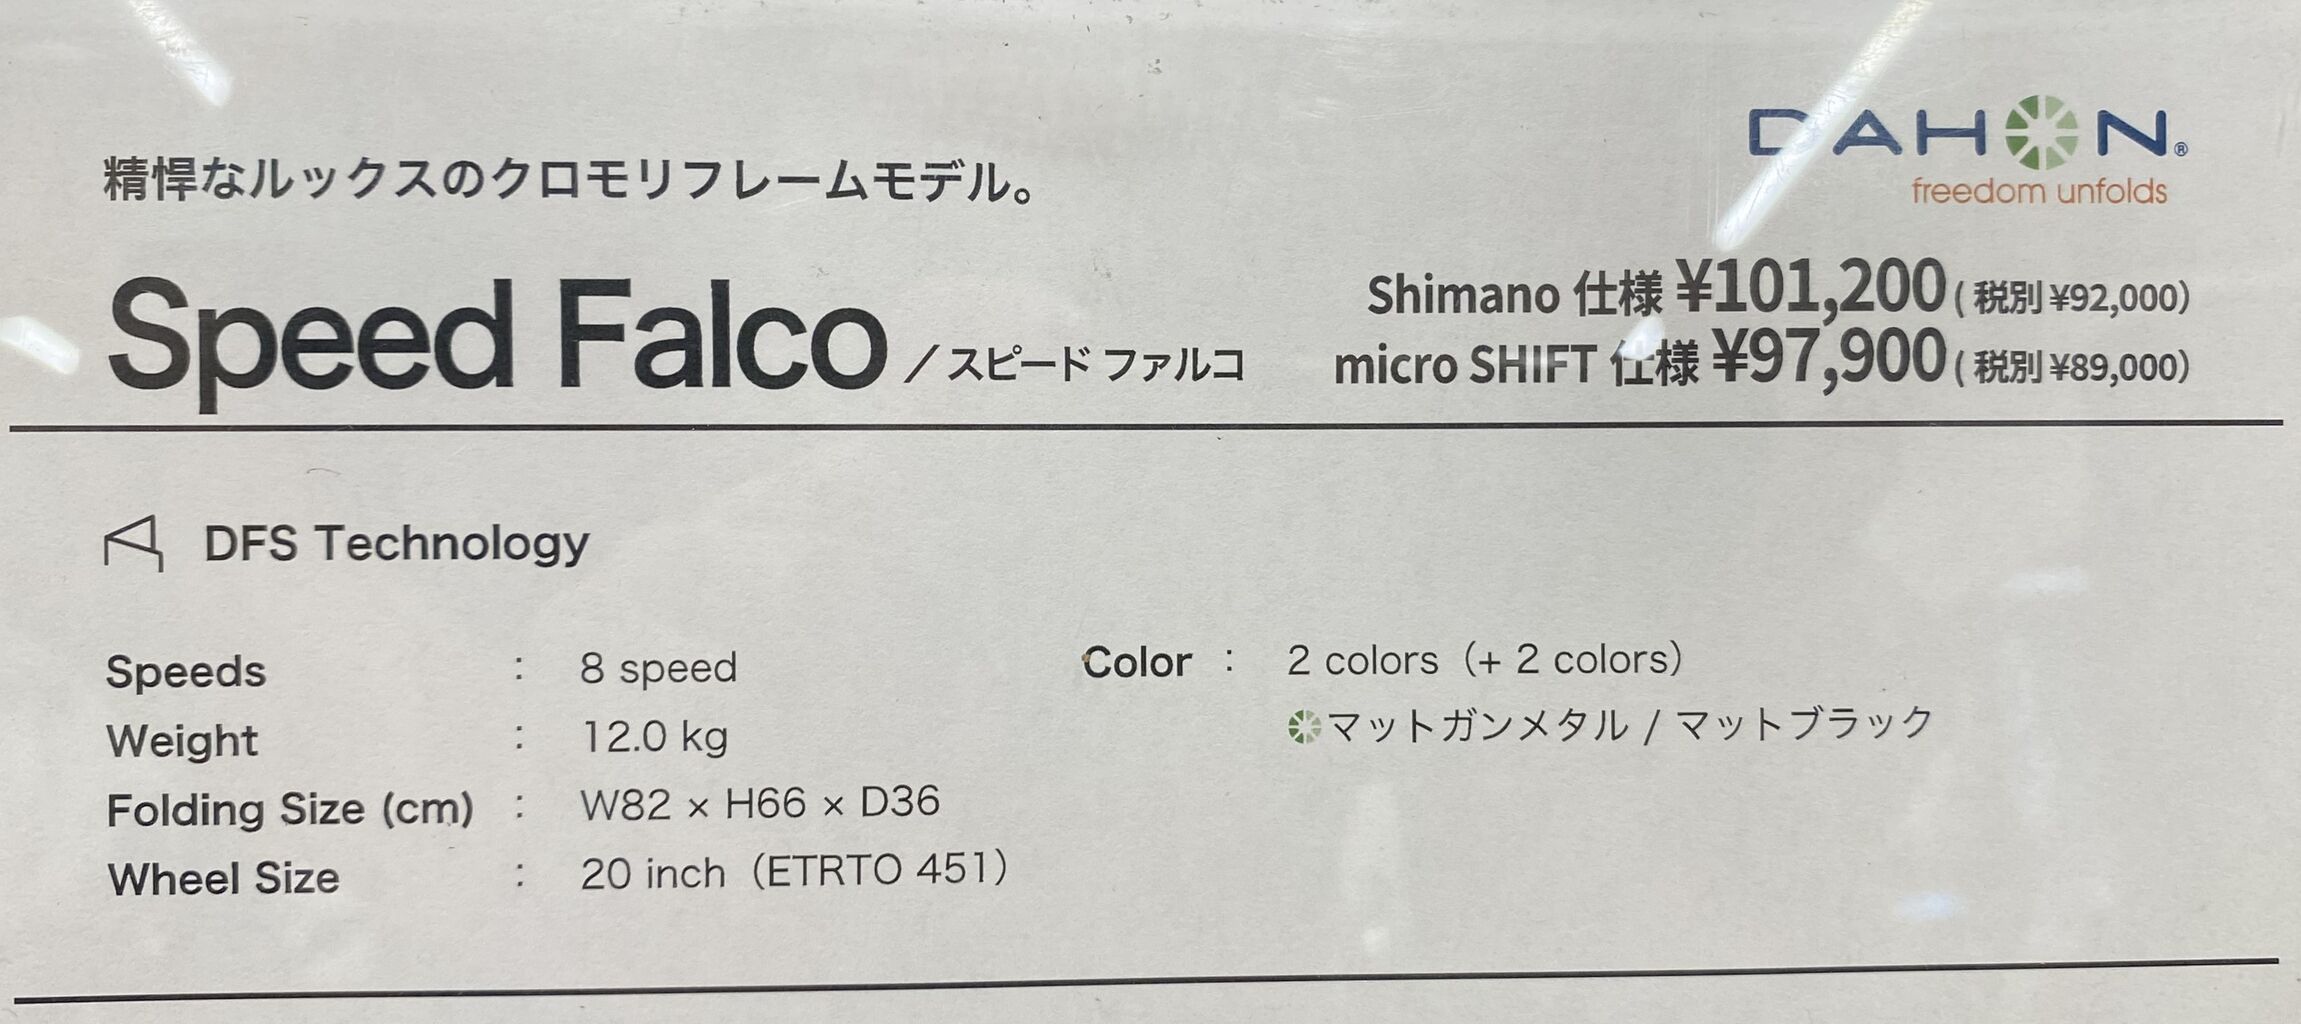 DAHON®
freedom unfolds
精悍なルックスのクロモリフレームモデル。
Speed Falco ／スピード ファルコ
Shimano 仕様 ¥101,200 (税別 ¥92,000)
micro SHIFT 仕様 ¥97,900 (税別 ¥89,000)
DFS Technology
Speeds : 8 speed
Weight : 12.0 kg
Folding Size (cm) : W82 × H66 × D36
Wheel Size : 20 inch（ETRTO 451）
Color : 2 colors（+ 2 colors）
マットガンメタル / マットブラック